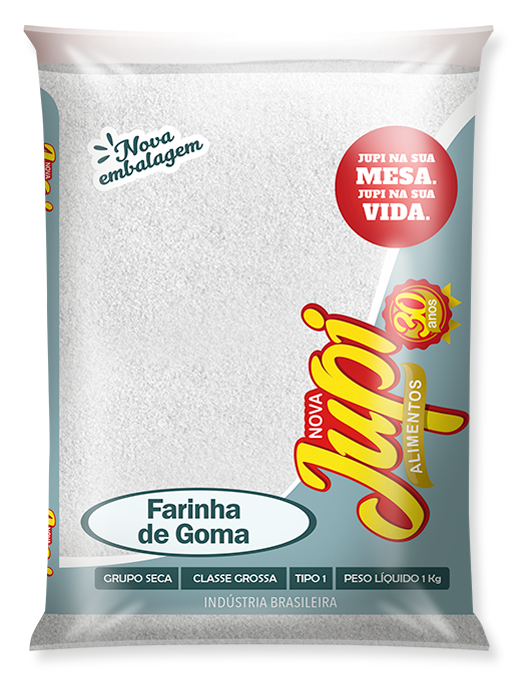 Nova
embalagem
JUPI NA SUA
MESA.
JUPI NA SUA
VIDA.
30
anos
NOVA
Jupi
ALIMENTOS
Farinha
de Goma
GRUPO SECA CLASSE GROSSA TIPO 1 PESO LÍQUIDO 1 Kg
INDÚSTRIA BRASILEIRA